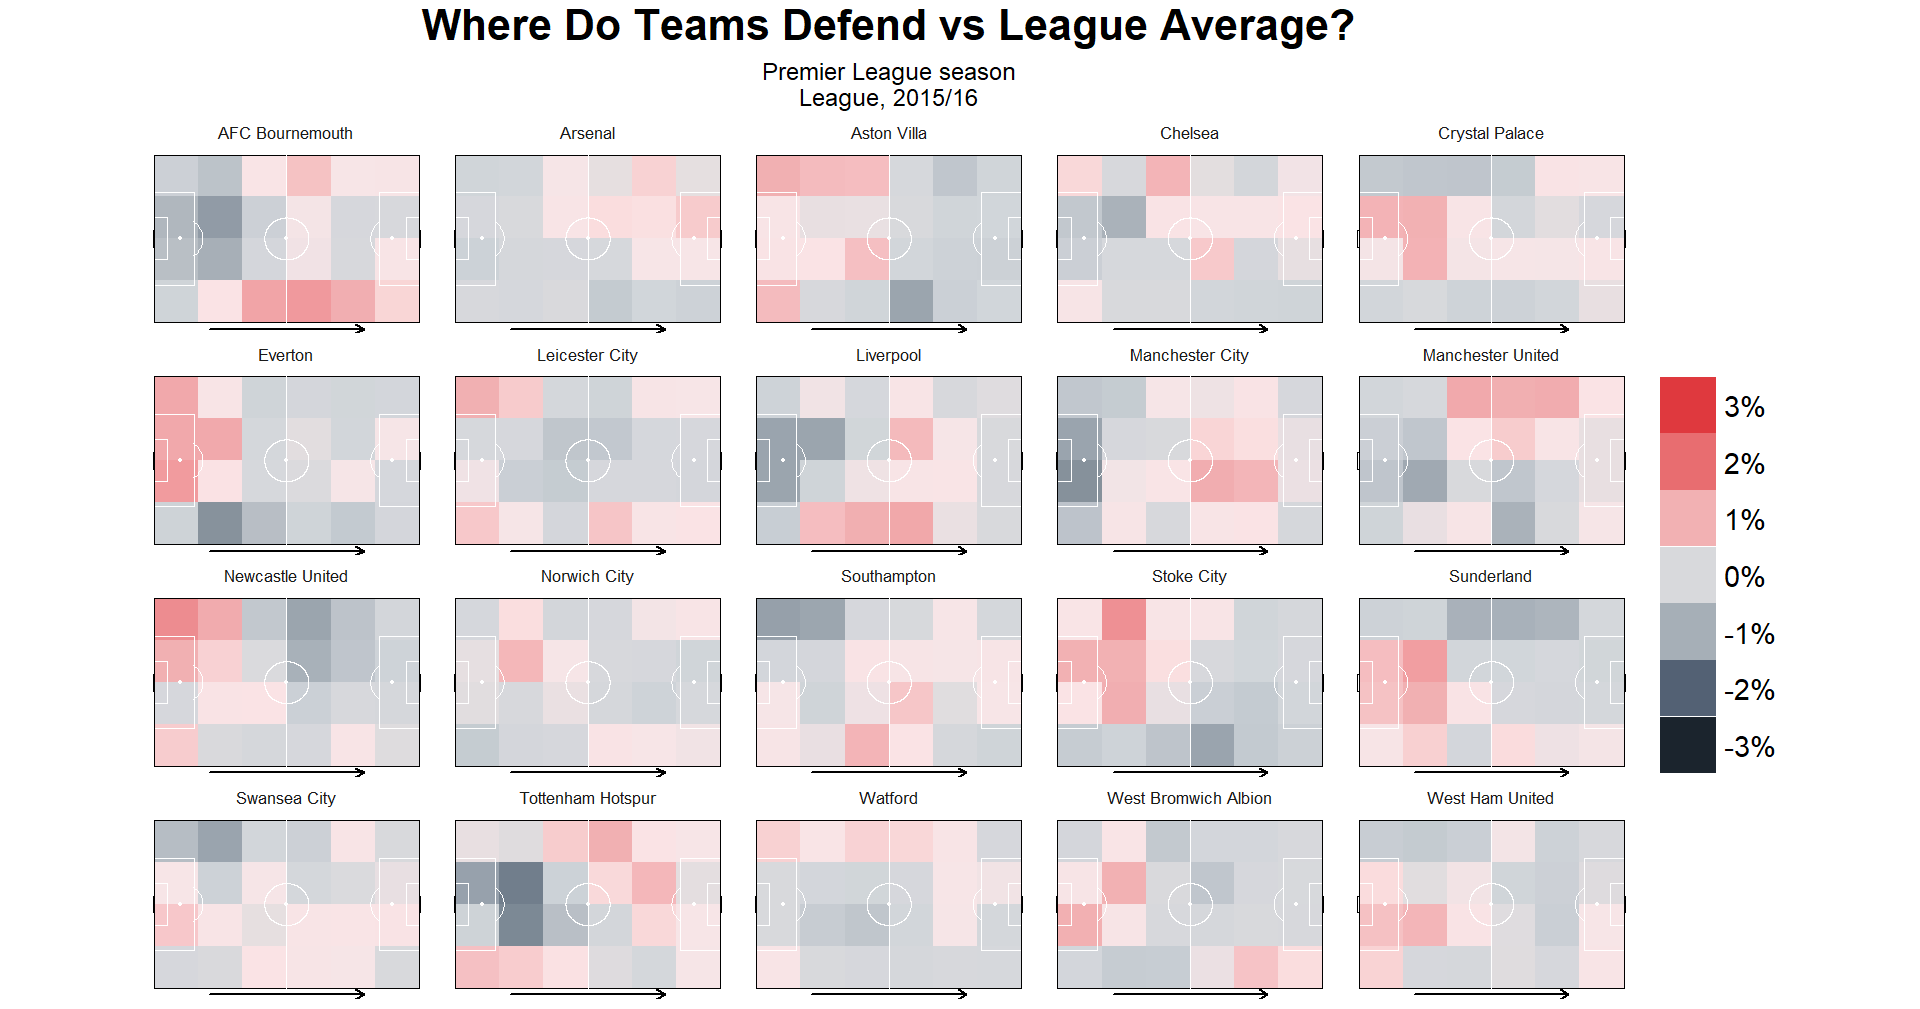 Where Do Teams Defend vs League Average?
Premier League season
League, 2015/16
AFC Bournemouth
Arsenal
Aston Villa
Chelsea
Crystal Palace
Everton
Leicester City
Liverpool
Manchester City
Manchester United
Newcastle United
Norwich City
Southampton
Stoke City
Sunderland
Swansea City
Tottenham Hotspur
Watford
West Bromwich Albion
West Ham United
3%
2%
1%
0%
-1%
-2%
-3%